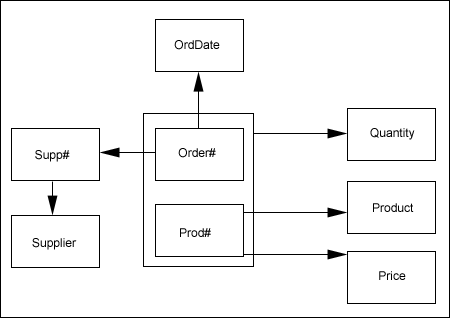 OrdDate
Supp#
Order#
Quantity
Supplier
Prod#
Product
Price